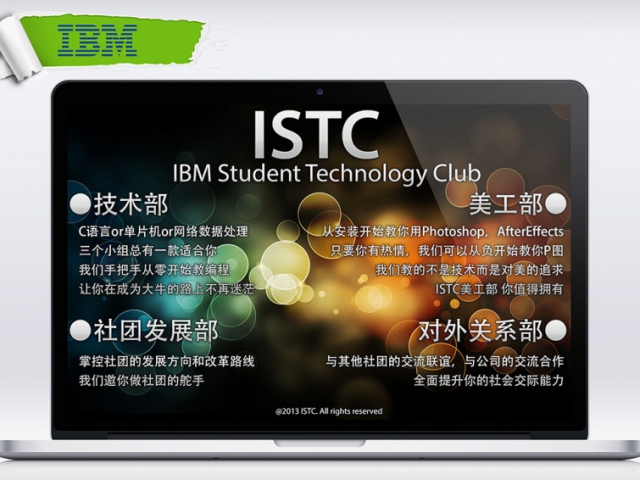 IBM
ISTC
IBM Student Technology Club
技术部
C语言or单片机or网络数据处理
三个小组总有一款适合你
我们手把手从零开始教编程
让你在成为大牛的路上不再迷茫
美工部
从安装开始教你用Photoshop，AfterEffects
只要你有热情，我们可以从负开始教你P图
我们教的不是技术而是对美的追求
ISTC美工部 你值得拥有
社团发展部
掌控社团的发展方向和改革路线
我们邀你做社团的舵手
对外关系部
与其他社团的交流联谊，与公司的交流合作
全面提升你的社会交际能力
@2013 ISTC. All rights reserved